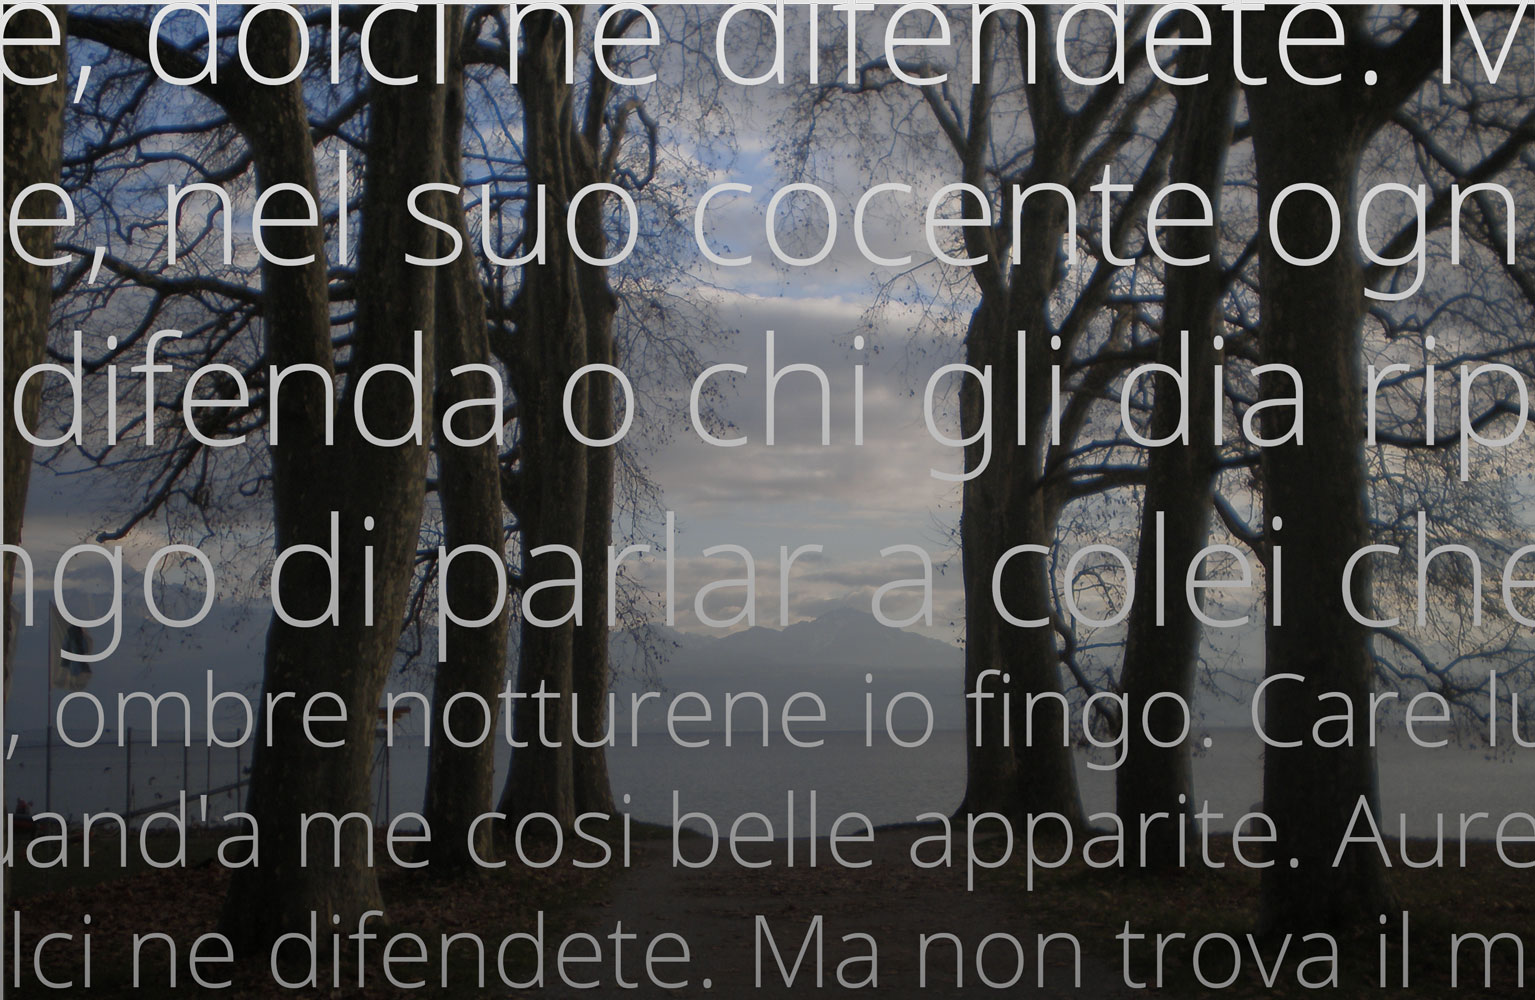 e, dolci ne difendete. M
e, nel suo cocente ogn
difenda o chi gli dia rip
ngo di parlar a colei che
, ombre notturene io fingo. Care lu
uand'a me cosi belle apparite. Aure
lci ne difendete. Ma non trova il m